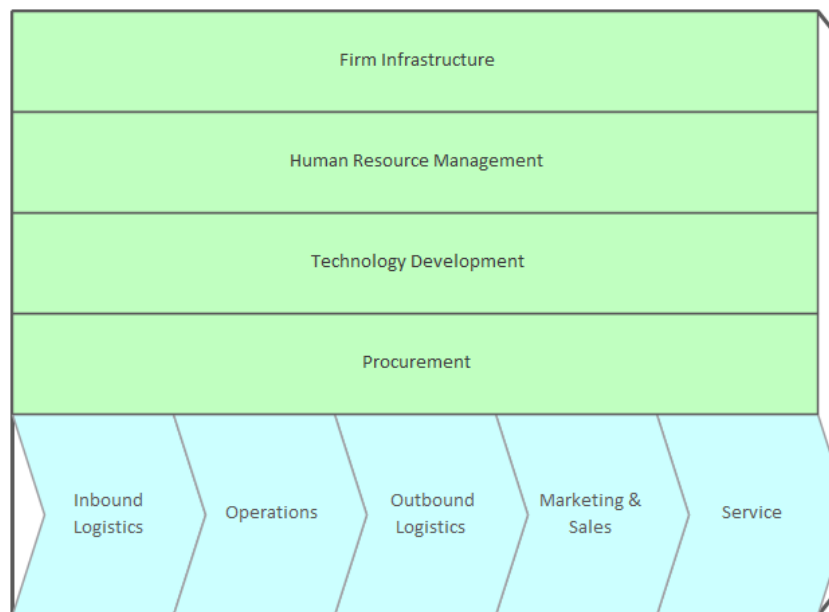 Firm Infrastructure
Human Resource Management
Technology Development
Procurement
Inbound
Logistics
Operations
Outbound
Logistics
Marketing &
Sales
Service